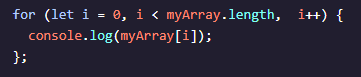 for (let i = 0, i < myArray.length,  i++) {
  console.log(myArray[i]);
};